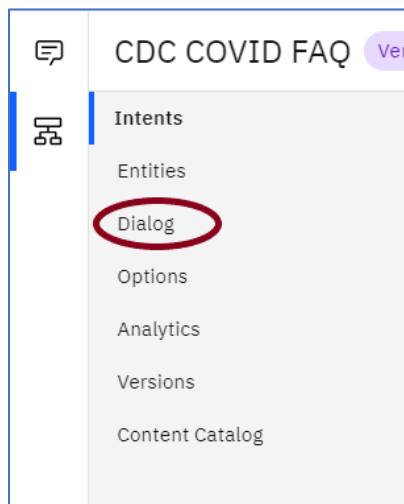 CDC COVID FAQ
Intents
Entities
Dialog
Options
Analytics
Versions
Content Catalog